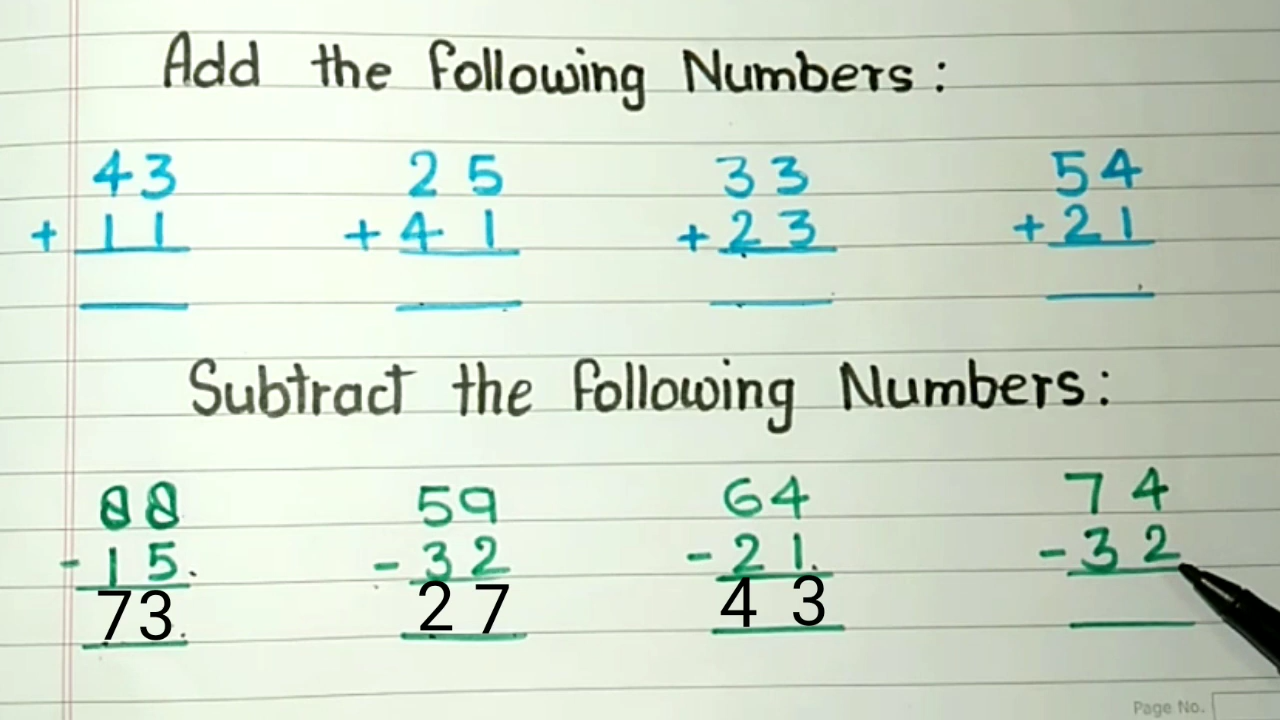 Add the following Numbers:
43 25 33 54
+ 11 + 41 + 23 + 21
Subtract the following Numbers:
88 59 64 74
- 15. - 32 - 21. - 32
73. 27 43
Page No.